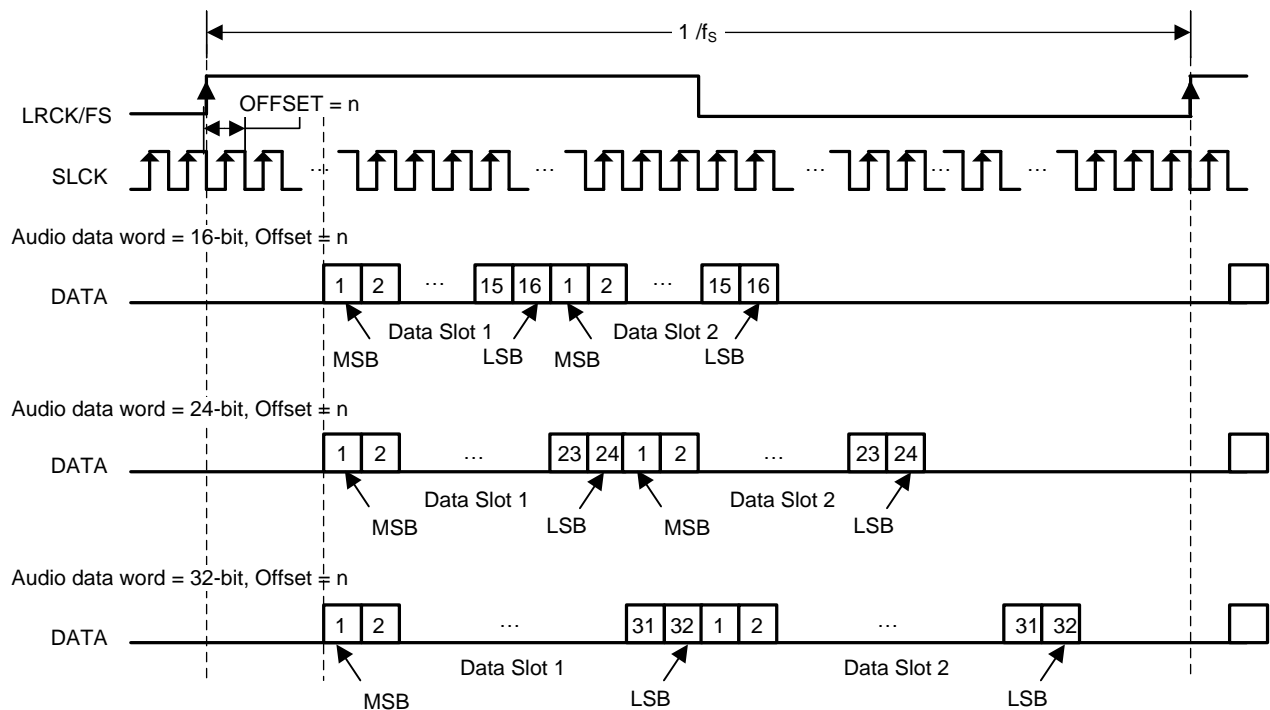 1 /fS
LRCK/FS
OFFSET = n
SLCK
... ... ... ... ...
Audio data word = 16-bit, Offset = n
DATA
1 2 ... 15 16 1 2 ... 15 16
Data Slot 1 Data Slot 2
MSB LSB MSB LSB
Audio data word = 24-bit, Offset = n
DATA
1 2 ... 23 24 1 2 ... 23 24
Data Slot 1 Data Slot 2
MSB LSB MSB LSB
Audio data word = 32-bit, Offset = n
DATA
1 2 ... 31 32 1 2 ... 31 32
Data Slot 1 Data Slot 2
MSB LSB LSB